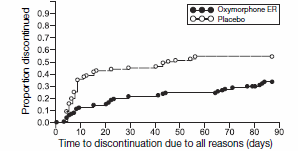 Oxymorphone ER
Placebo
Proportion discontinued
0.9
0.8
0.7
0.6
0.5
0.4
0.3
0.2
0.1
0.0
0 10 20 30 40 50 60 70 80 90
Time to discontinuation due to all reasons (days)